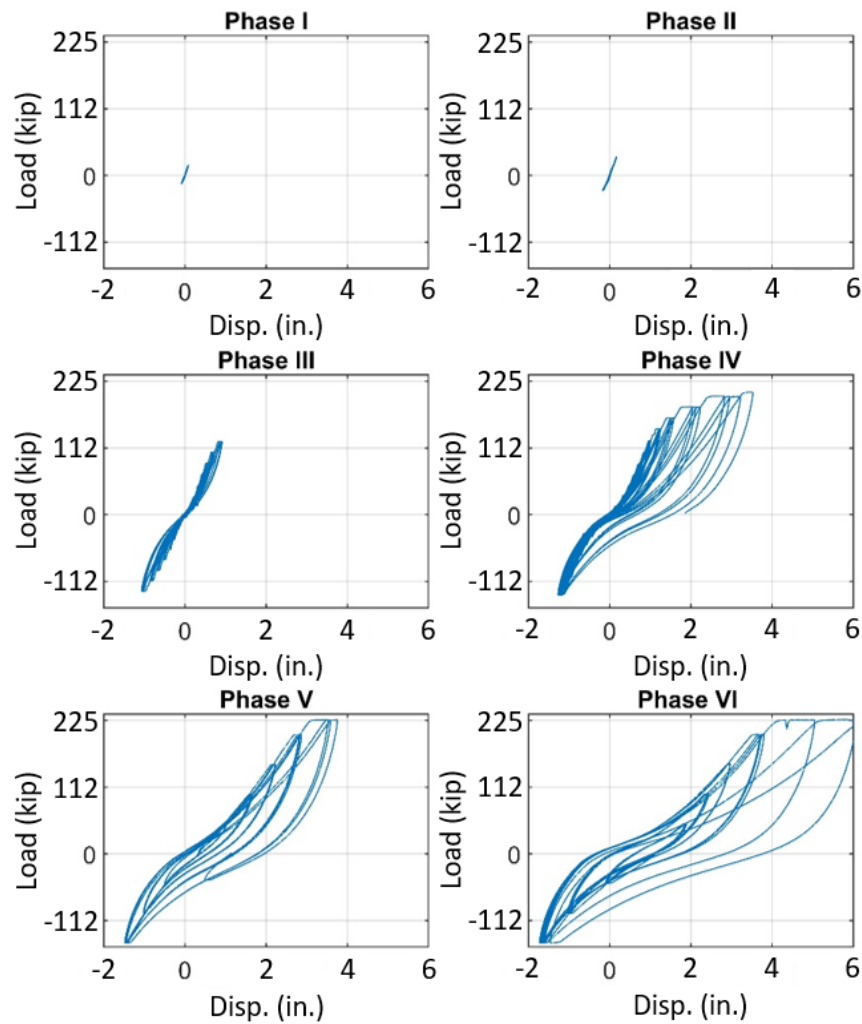 Phase I
225
112
0
-112
Load (kip)
-2 0 2 4 6
Disp. (in.)
Phase II
225
112
0
-112
Load (kip)
-2 0 2 4 6
Disp. (in.)
Phase III
225
112
0
-112
Load (kip)
-2 0 2 4 6
Disp. (in.)
Phase IV
225
112
0
-112
Load (kip)
-2 0 2 4 6
Disp. (in.)
Phase V
225
112
0
-112
Load (kip)
-2 0 2 4 6
Disp. (in.)
Phase VI
225
112
0
-112
Load (kip)
-2 0 2 4 6
Disp. (in.)